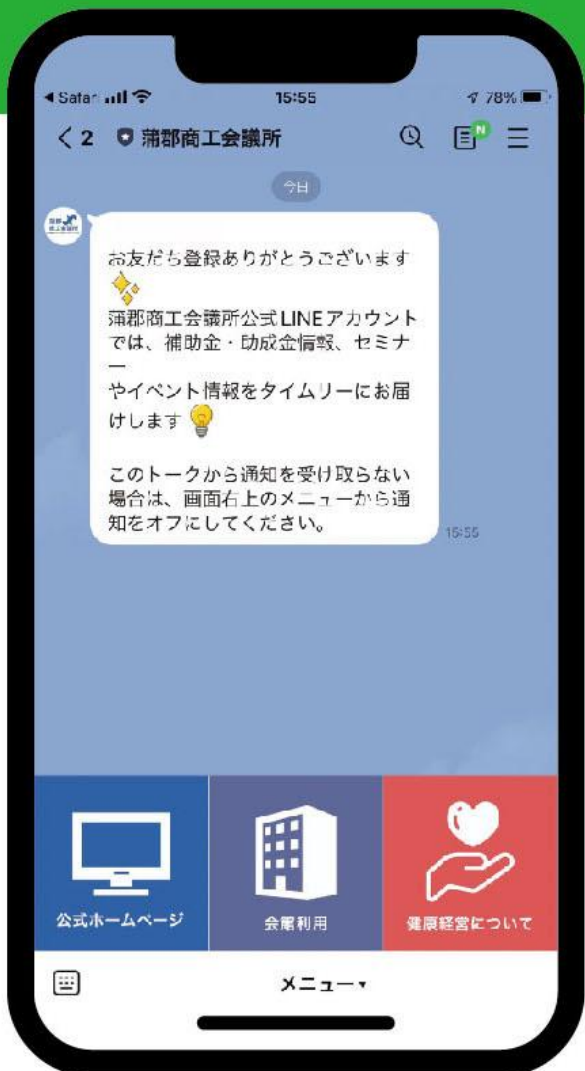 Safari
15:55
78%
2
蒲郡商工会議所
N
今日
お友だち登録ありがとうございます
蒲郡商工会議所公式LINEアカウント
では、補助金・助成金情報、セミナ
ー
やイベント情報をタイムリーにお届
けします
このトークから通知を受け取らない
場合は、画面右上のメニューから通
知をオフにしてください。
15:55
公式ホームページ
会館利用
健康経営について
メニュー